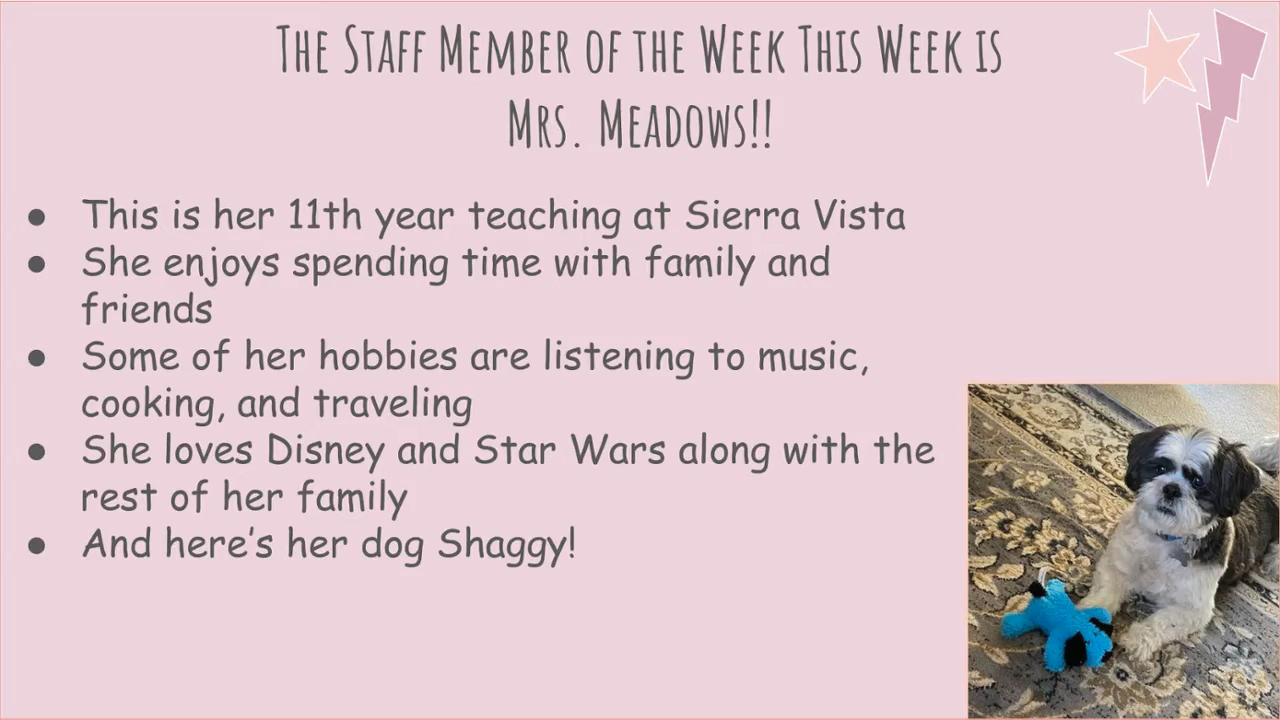 The Staff Member of the Week This Week is
Mrs. Meadows!!
● This is her 11th year teaching at Sierra Vista
● She enjoys spending time with family and
friends
● Some of her hobbies are listening to music,
cooking, and traveling
● She loves Disney and Star Wars along with the
rest of her family
● And here's her dog Shaggy!